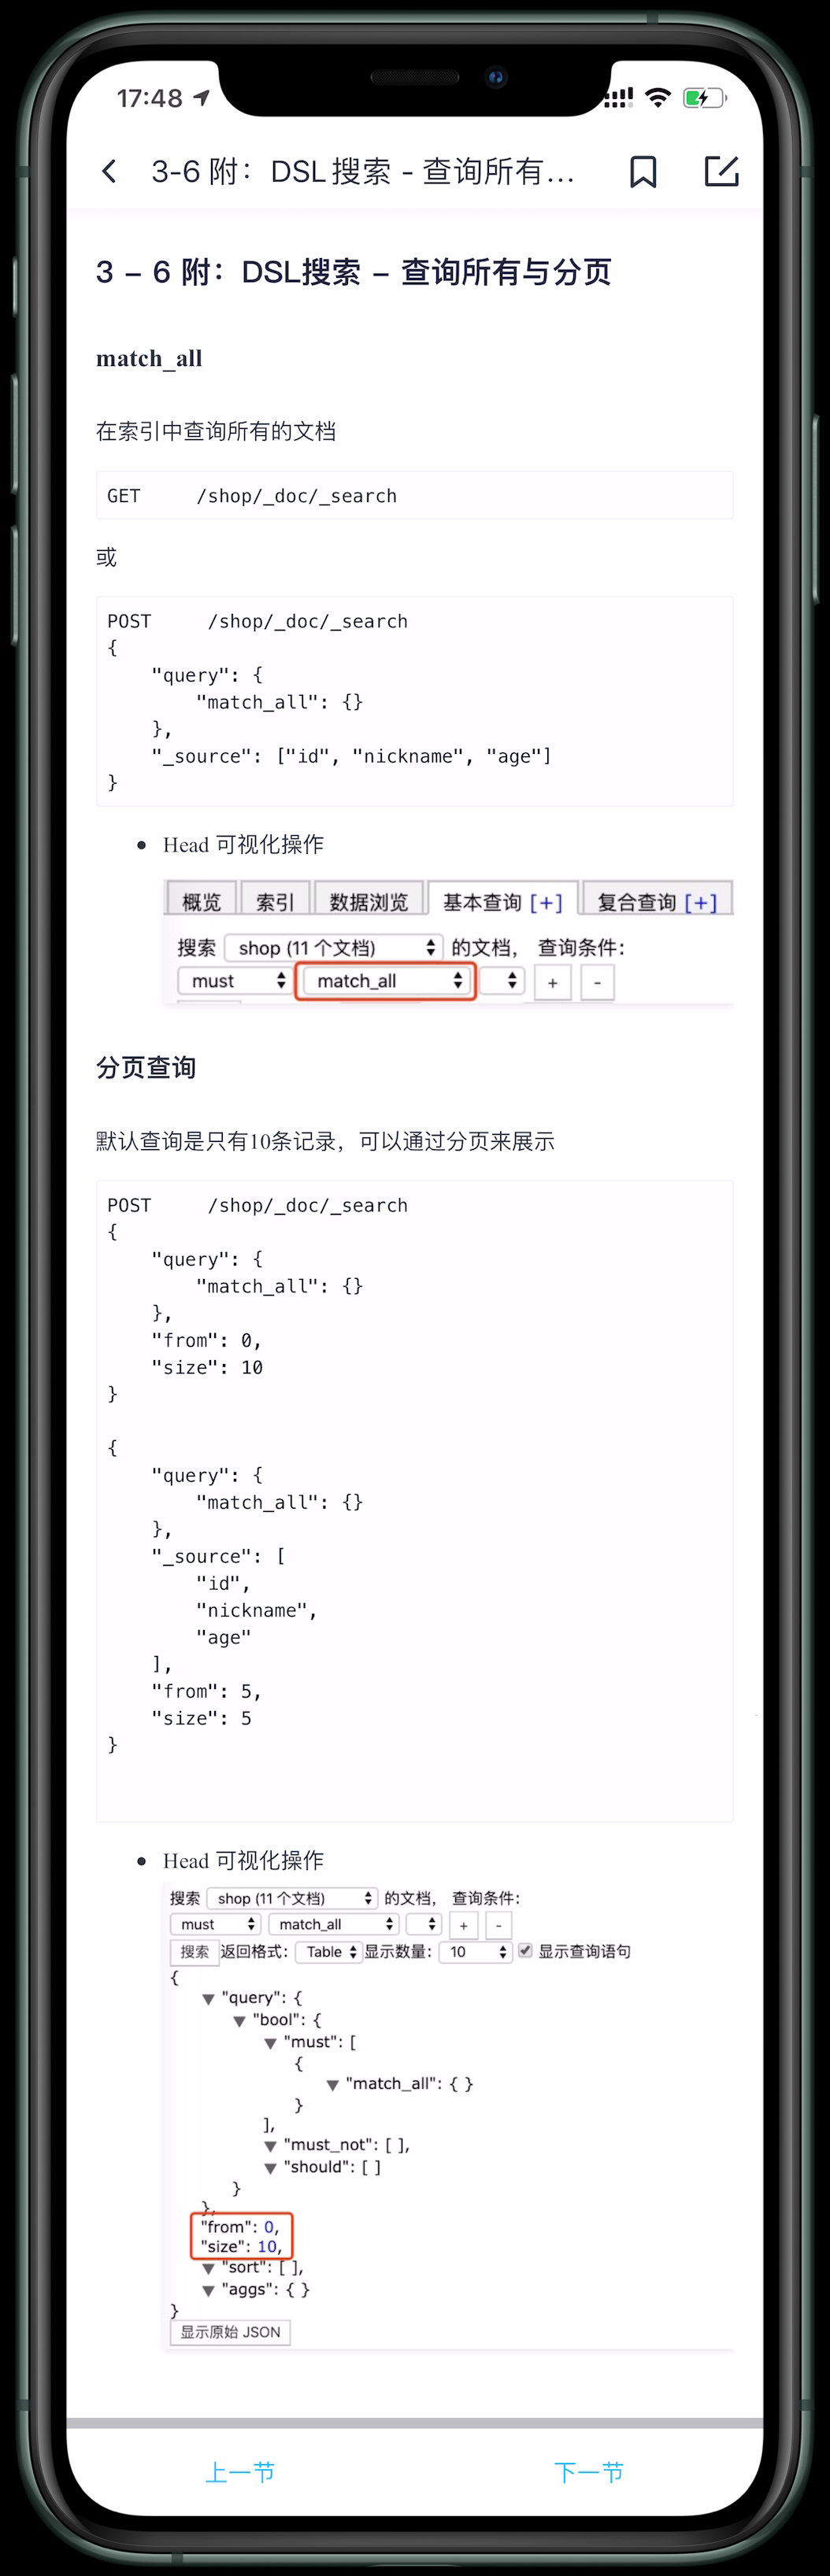 17:48
3-6 附：DSL搜索 - 查询所有...
3 – 6 附：DSL搜索 – 查询所有与分页
match_all
在索引中查询所有的文档
GET     /shop/_doc/_search
或
POST     /shop/_doc/_search
{
    "query": {
        "match_all": {}
    },
    "_source": ["id", "nickname", "age"]
}
Head 可视化操作
概览 索引 数据浏览 基本查询 [+] 复合查询 [+]
搜索 shop (11 个文档) 的文档， 查询条件:
must match_all + -
分页查询
默认查询是只有10条记录，可以通过分页来展示
POST     /shop/_doc/_search
{
    "query": {
        "match_all": {}
    },
    "from": 0,
    "size": 10
}
{
    "query": {
        "match_all": {}
    },
    "_source": [
        "id",
        "nickname",
        "age"
    ],
    "from": 5,
    "size": 5
}
Head 可视化操作
搜索 shop (11 个文档) 的文档， 查询条件:
must match_all + -
搜索 返回格式: Table 显示数量: 10 显示查询语句
{
▼ "query": {
▼ "bool": {
▼ "must": [
{
▼ "match_all": { }
}
],
▼ "must_not": [ ],
▼ "should": [ ]
}
},
"from": 0,
"size": 10,
▼ "sort": [ ],
▼ "aggs": { }
}
显示原始 JSON
上一节 下一节